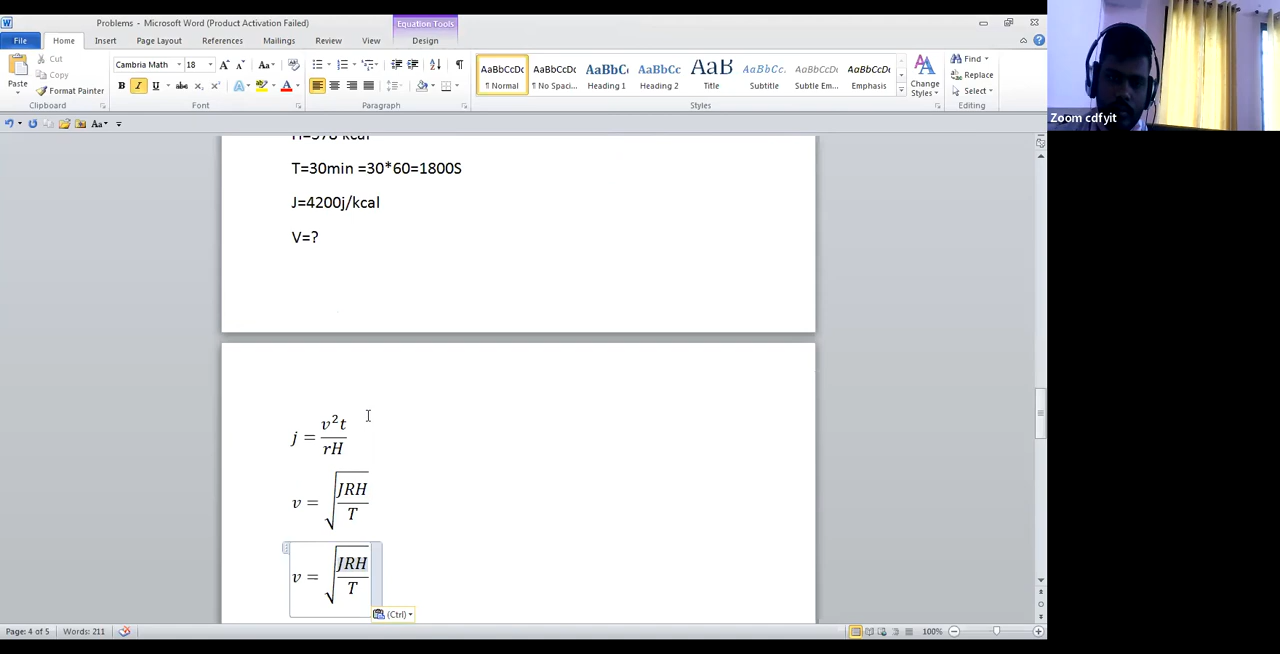 Problems - Microsoft Word (Product Activation Failed)
Equation Tools
File Home Insert Page Layout References Mailings Review View Design
Paste
Cut
Copy
Format Painter
Clipboard
Cambria Math 18
Font
Paragraph
AaBbCcDc AaBbCcDc AaBbCc AaBbCc AaB AaBbCc. AaBbCcDc AaBbCcDc
¶ Normal ¶ No Spaci... Heading 1 Heading 2 Title Subtitle Subtle Em... Emphasis
Change Styles
Styles
Find
Replace
Select
Editing
Zoom cdfyit
T=30min =30*60=1800S
J=4200j/kcal
V=?
j = v²t / rH
v = √(JRH / T)
v = √(JRH / T)
(Ctrl)
Page: 4 of 5 Words: 211 100%